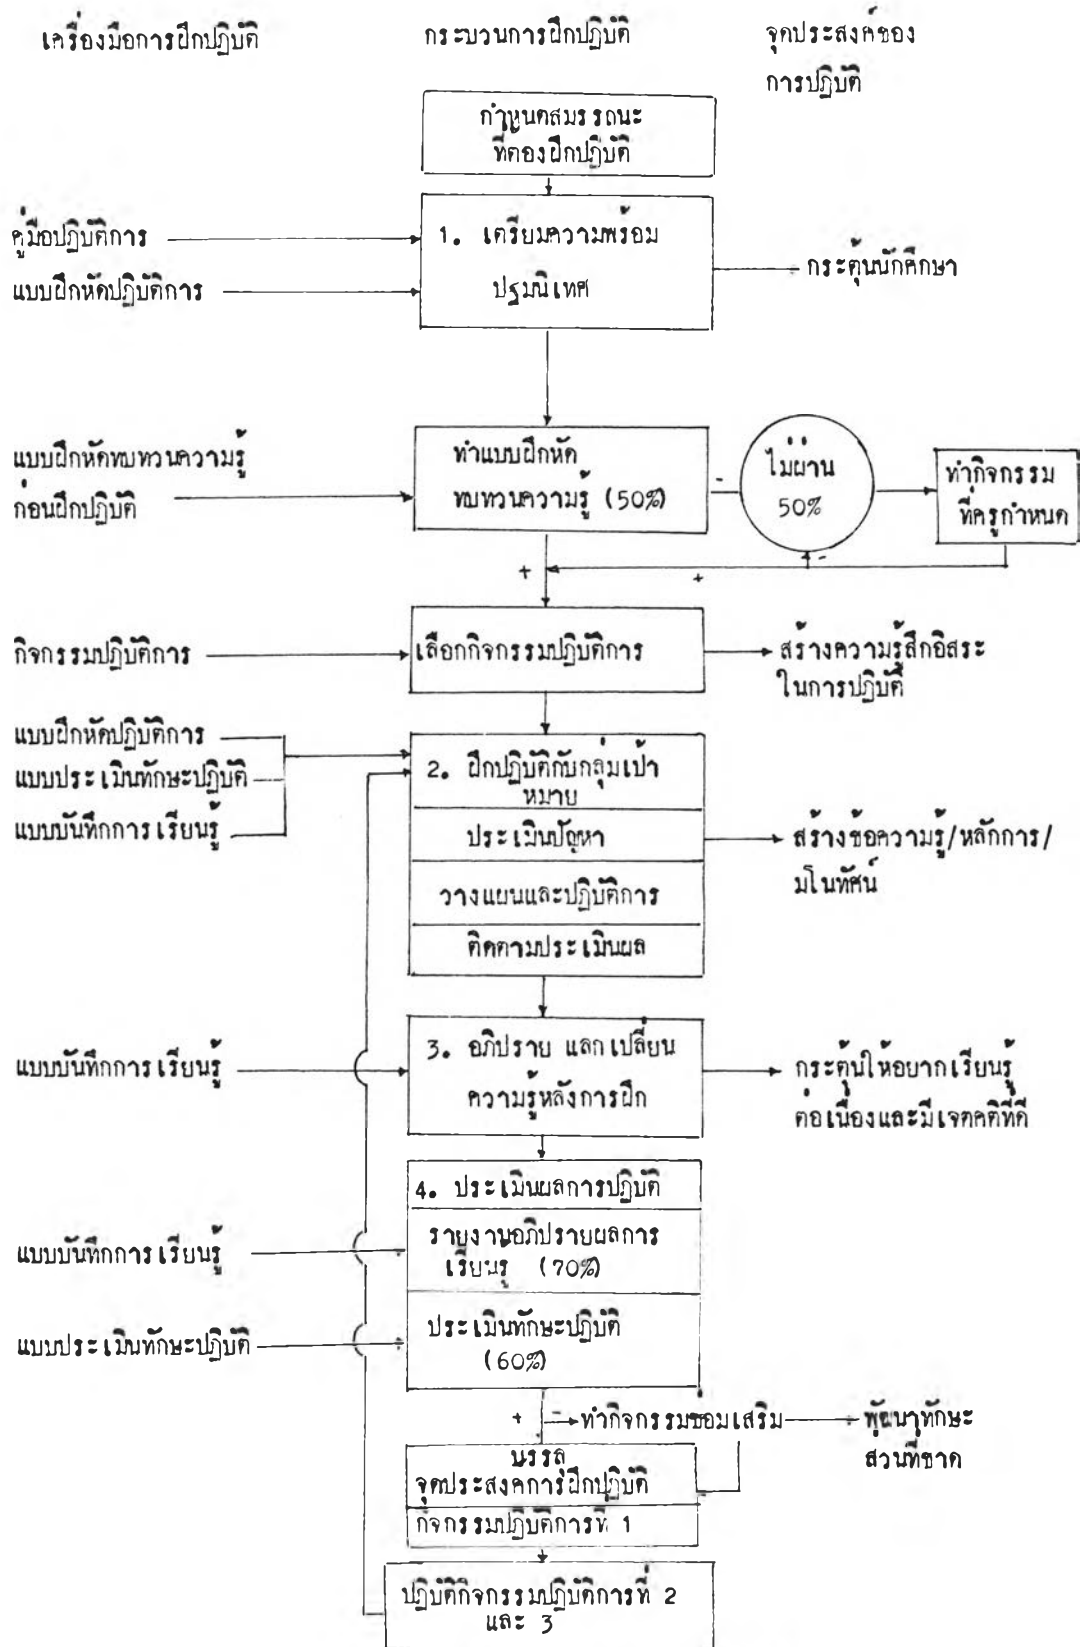 เครื่องมือการฝึกปฏิบัติ
กระบวนการฝึกปฏิบัติ
จุดประสงค์ของ
การปฏิบัติ
กำหนดสมรรถนะ
ที่ต้องฝึกปฏิบัติ
คู่มือปฏิบัติการ
แบบฝึกหัดปฏิบัติการ
1. เตรียมความพร้อม
ปฐมนิเทศ
กระตุ้นนักศึกษา
แบบฝึกหัดทบทวนความรู้
ก่อนฝึกปฏิบัติ
ทำแบบฝึกหัด
ทบทวนความรู้ (50%)
-
ไม่ผ่าน
50%
ทำกิจกรรม
ที่ครูกำหนด
+
+
-
กิจกรรมปฏิบัติการ
เลือกกิจกรรมปฏิบัติการ
สร้างความรู้สึกอิสระ
ในการปฏิบัติ
แบบฝึกหัดปฏิบัติการ
แบบประเมินทักษะปฏิบัติ
แบบบันทึกการเรียนรู้
2. ฝึกปฏิบัติกับกลุ่มเป้า
หมาย
ประเมินปัญหา
วางแผนและปฏิบัติการ
ติดตามประเมินผล
สร้างข้อความรู้/หลักการ/
มโนทัศน์
แบบบันทึกการเรียนรู้
3. อภิปราย แลกเปลี่ยน
ความรู้หลังการฝึก
กระตุ้นให้อยากเรียนรู้
ต่อเนื่องและมีเจตคติที่ดี
4. ประเมินผลการปฏิบัติ
แบบบันทึกการเรียนรู้
รายงานอภิปรายผลการ
เรียนรู้ (70%)
แบบประเมินทักษะปฏิบัติ
ประเมินทักษะปฏิบัติ
(60%)
+
-
ทำกิจกรรมซ่อมเสริม
พัฒนาทักษะ
ส่วนที่ขาด
บรรลุ
จุดประสงค์การฝึกปฏิบัติ
กิจกรรมปฏิบัติการที่ 1
ปฏิบัติกิจกรรมปฏิบัติการที่ 2
และ 3